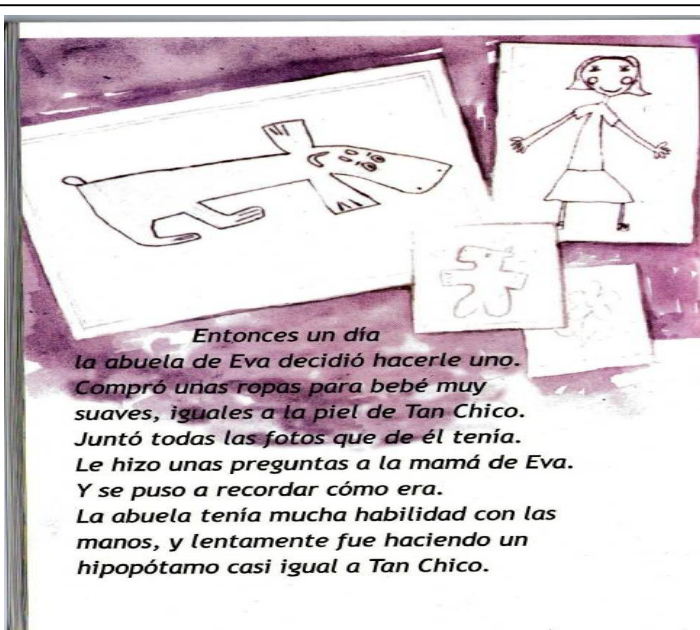 Entonces un día
la abuela de Eva decidió hacerle uno.
Compró unas ropas para bebé muy
suaves, iguales a la piel de Tan Chico.
Juntó todas las fotos que de él tenía.
Le hizo unas preguntas a la mamá de Eva.
Y se puso a recordar cómo era.
La abuela tenía mucha habilidad con las
manos, y lentamente fue haciendo un
hipopótamo casi igual a Tan Chico.